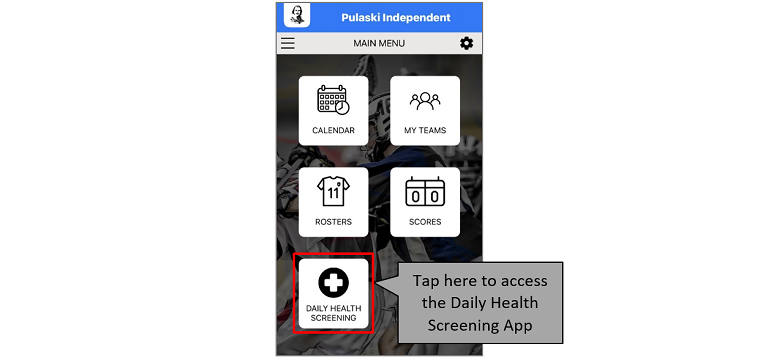 Pulaski Independent
MAIN MENU
CALENDAR
MY TEAMS
11
ROSTERS
0 0
SCORES
DAILY HEALTH
SCREENING
Tap here to access
the Daily Health
Screening App